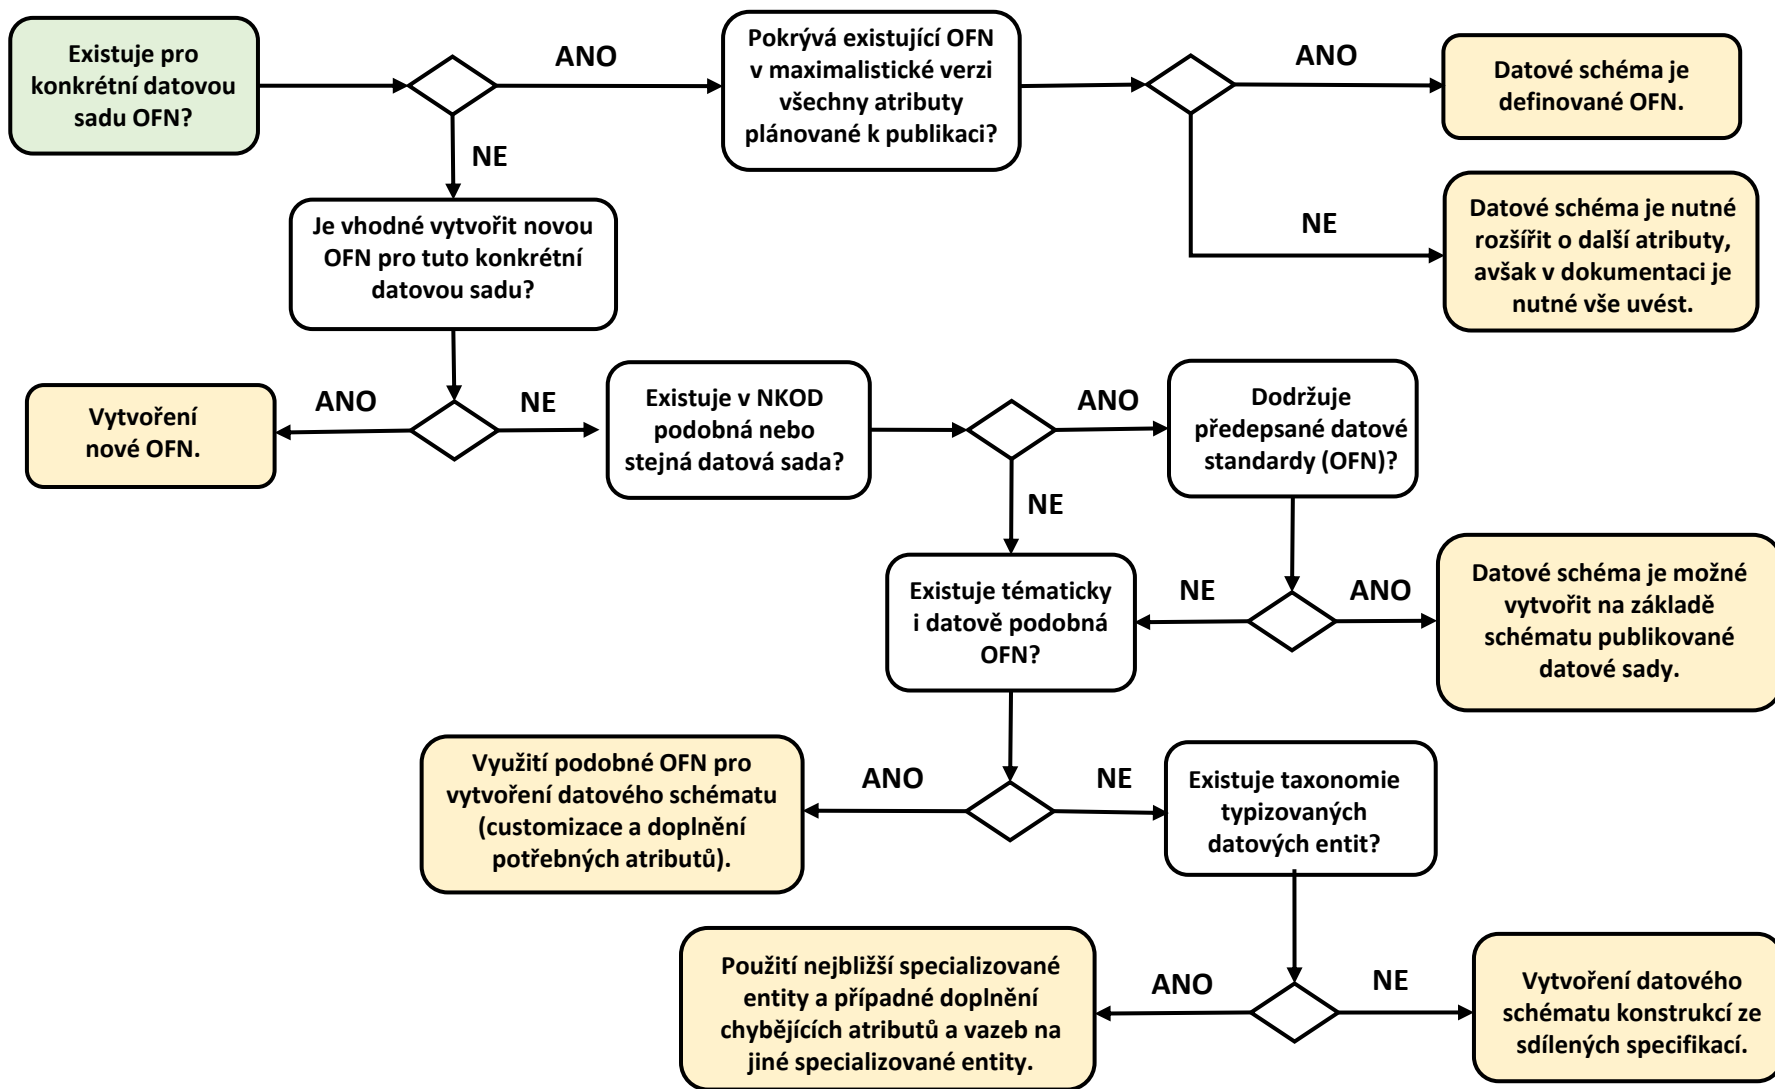 Existuje pro
konkrétní datovou
sadu OFN?
ANO
Pokrývá existující OFN
v maximalistické verzi
všechny atributy
plánované k publikaci?
ANO
Datové schéma je
definované OFN.
NE
NE
Datové schéma je nutné
rozšířit o další atributy,
avšak v dokumentaci je
nutné vše uvést.
Je vhodné vytvořit novou
OFN pro tuto konkrétní
datovou sadu?
Vytvoření
nové OFN.
ANO
NE
Existuje v NKOD
podobná nebo
stejná datová sada?
ANO
Dodržuje
předepsané datové
standardy (OFN)?
NE
Existuje tématicky
i datově podobná
OFN?
NE
ANO
Datové schéma je možné
vytvořit na základě
schématu publikované
datové sady.
Využití podobné OFN pro
vytvoření datového schématu
(customizace a doplnění
potřebných atributů).
ANO
NE
Existuje taxonomie
typizovaných
datových entit?
Použití nejbližší specializované
entity a případné doplnění
chybějících atributů a vazeb na
jiné specializované entity.
ANO
NE
Vytvoření datového
schématu konstrukcí ze
sdílených specifikací.